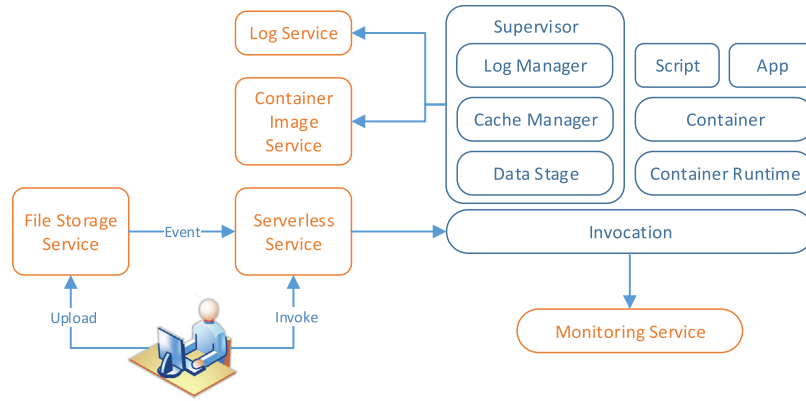 Log Service
Supervisor
Log Manager
Script
App
Container
Image
Service
Cache Manager
Container
Data Stage
Container Runtime
File Storage
Service
Event
Serverless
Service
Invocation
Upload
Invoke
Monitoring Service